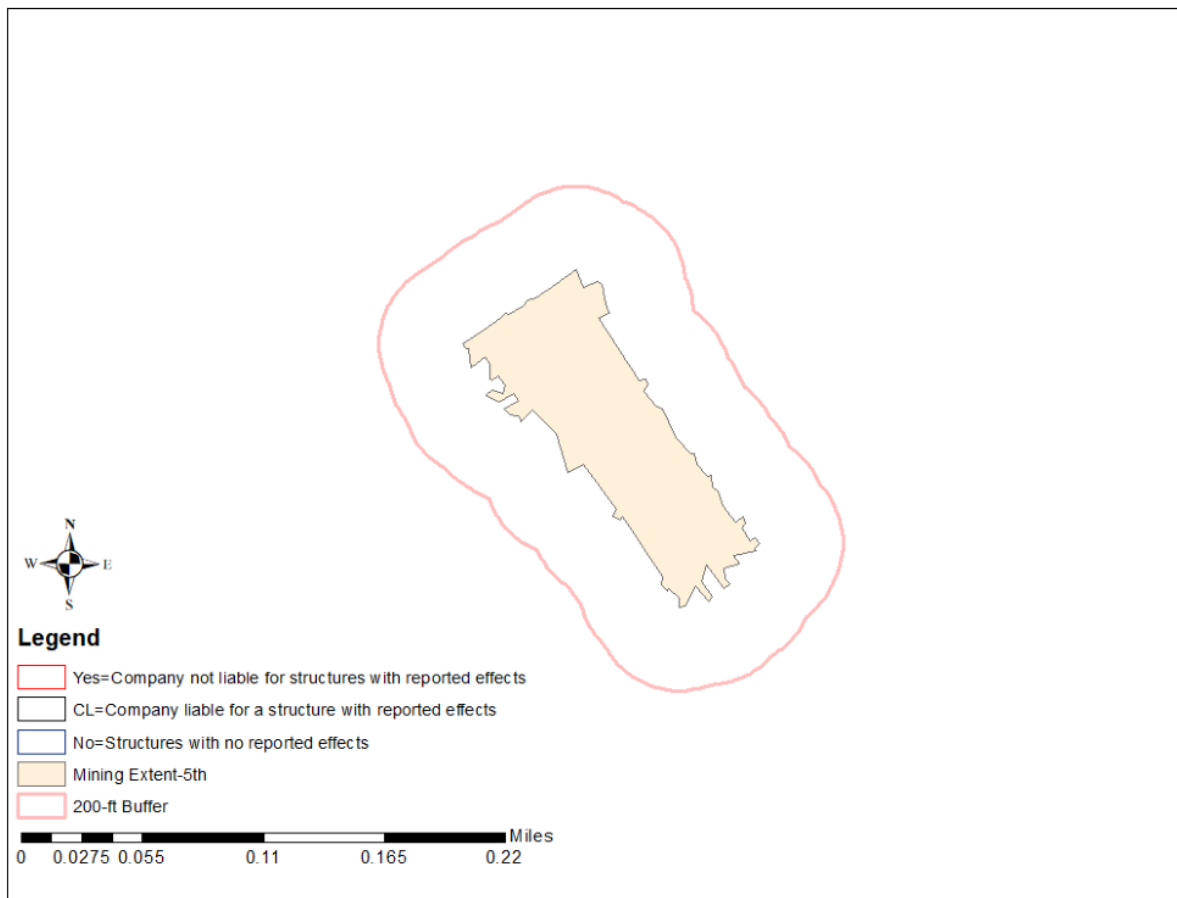 N
W E
S
Legend
Yes=Company not liable for structures with reported effects
CL=Company liable for a structure with reported effects
No=Structures with no reported effects
Mining Extent-5th
200-ft Buffer
Miles
0 0.0275 0.055 0.11 0.165 0.22